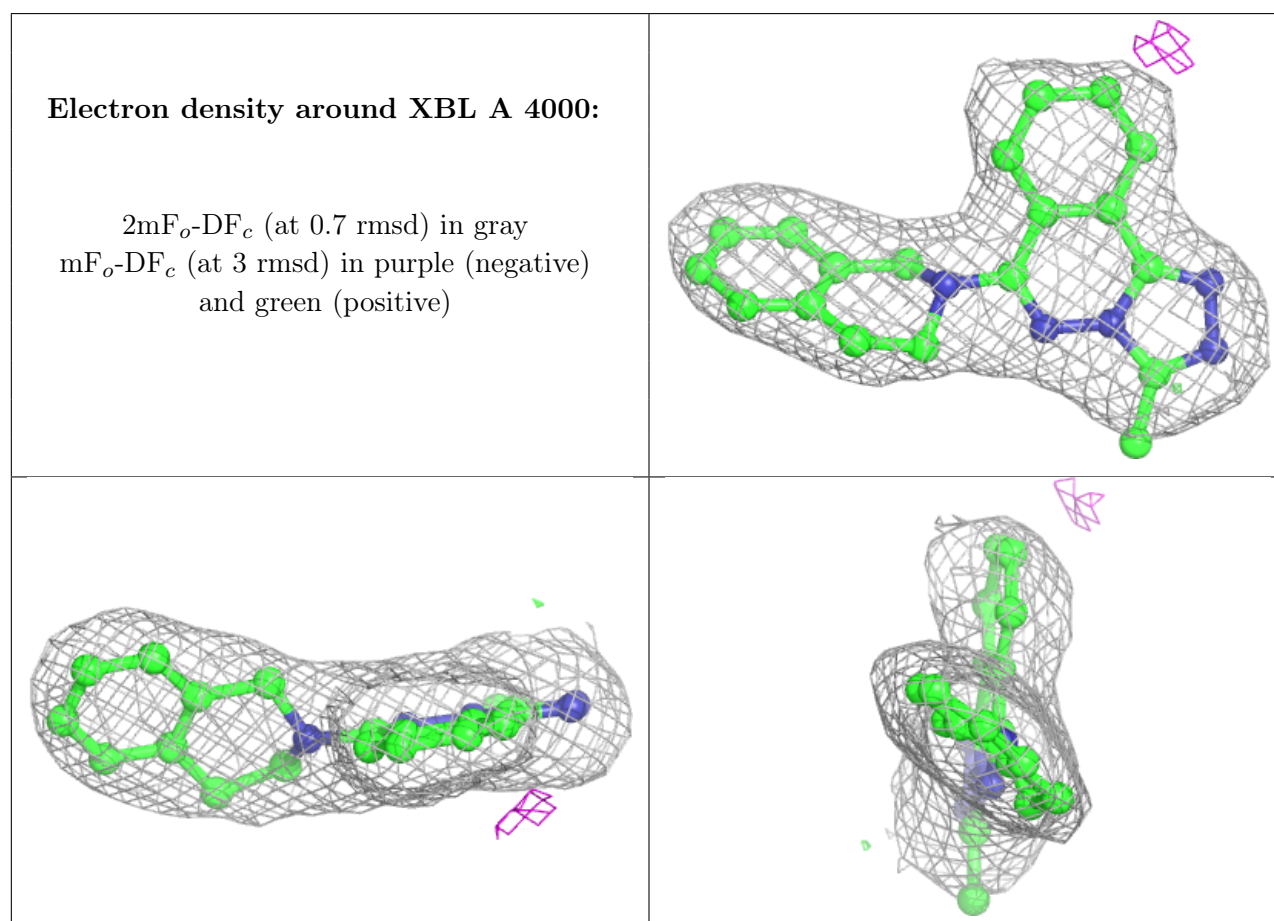 Electron density around XBL A 4000:
2mFo-DFc (at 0.7 rmsd) in gray
mFo-DFc (at 3 rmsd) in purple (negative)
and green (positive)